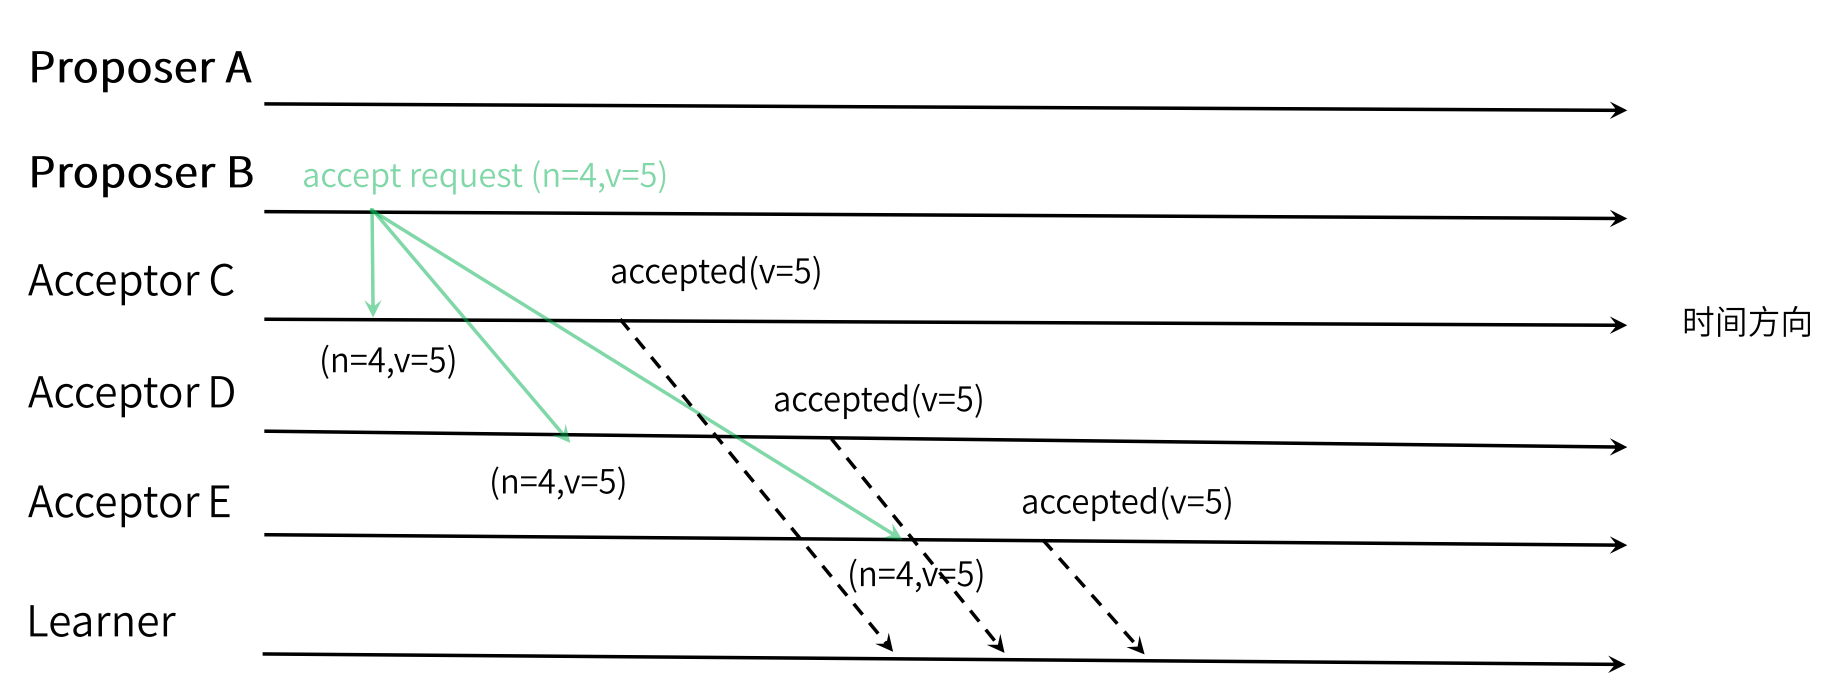 Proposer A
Proposer B
accept request (n=4,v=5)
Acceptor C
accepted(v=5)
时间方向
(n=4,v=5)
Acceptor D
accepted(v=5)
(n=4,v=5)
Acceptor E
accepted(v=5)
(n=4,v=5)
Learner